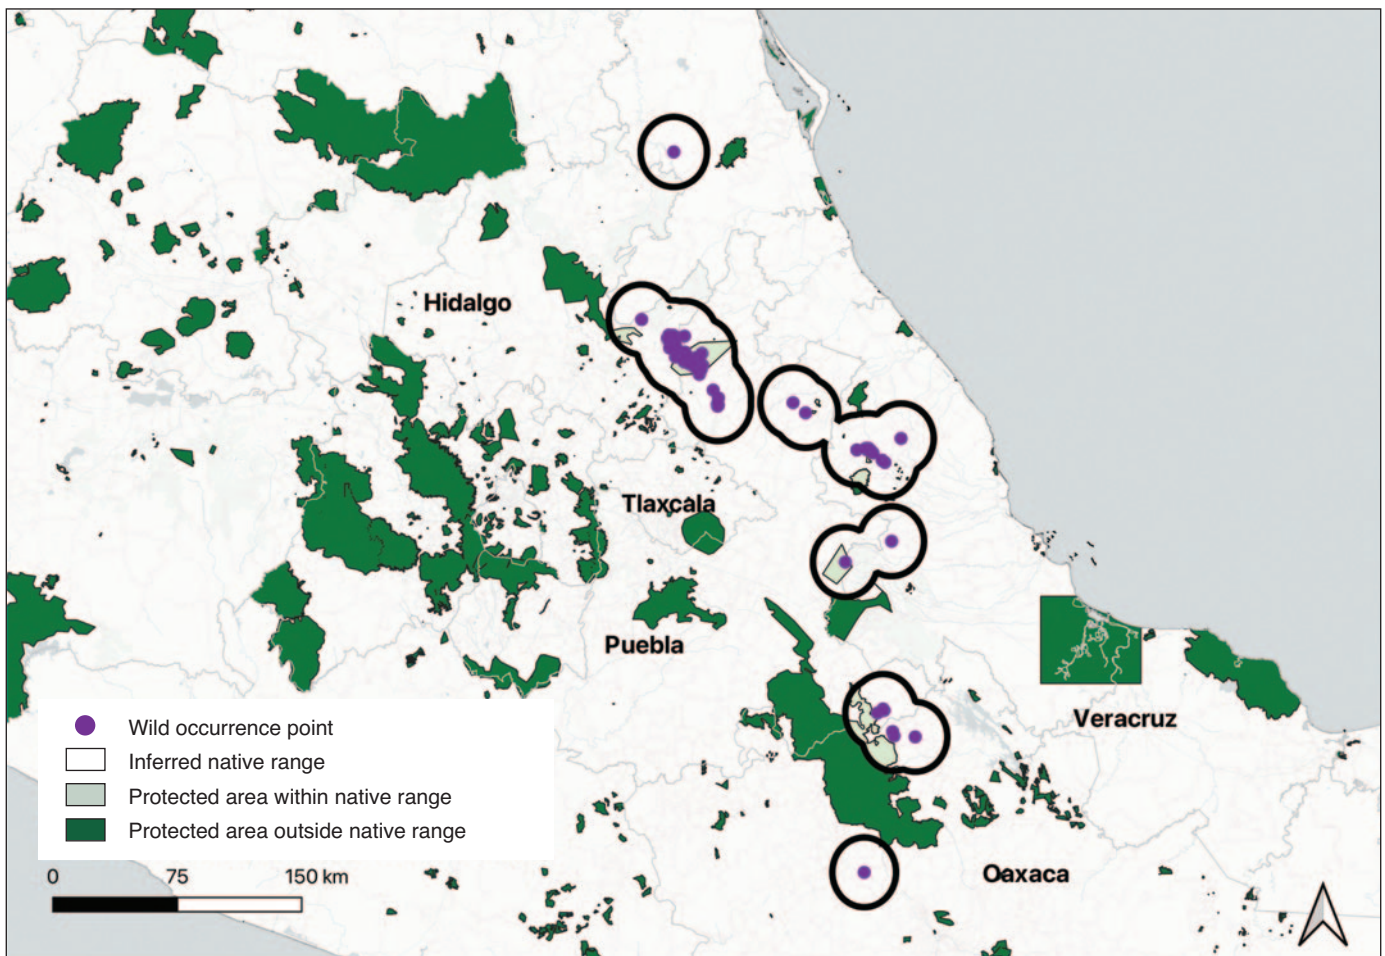 Hidalgo
Tlaxcala
Puebla
Veracruz
Oaxaca
Wild occurrence point
Inferred native range
Protected area within native range
Protected area outside native range
0 75 150 km